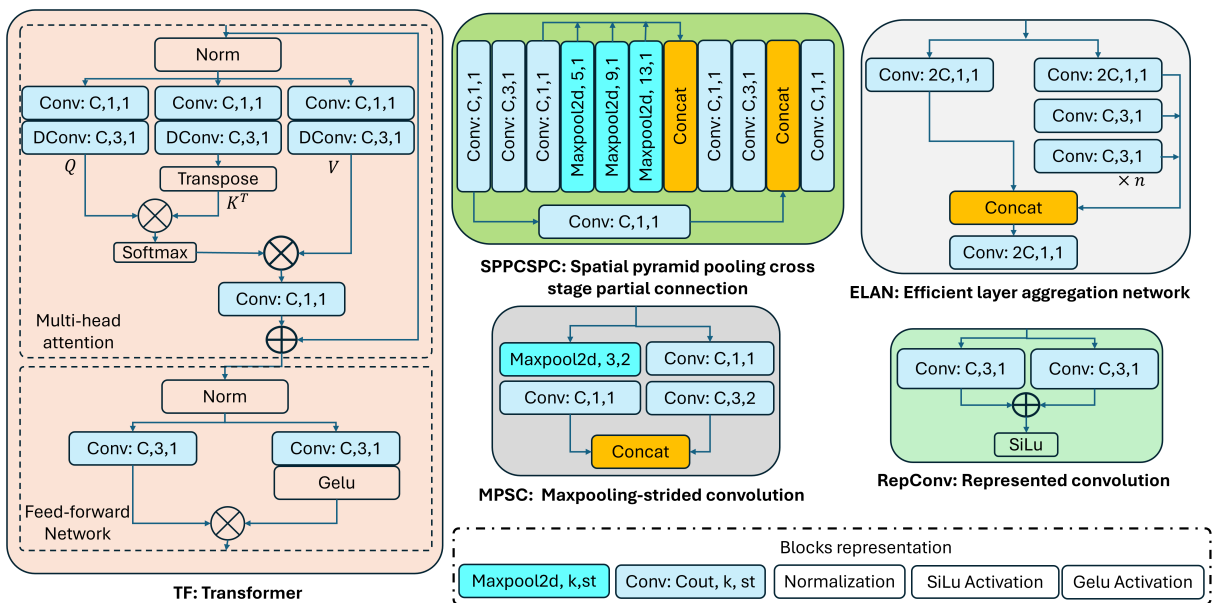 Norm
Conv: C,1,1
Conv: C,1,1
Conv: C,1,1
DConv: C,3,1
DConv: C,3,1
DConv: C,3,1
Q
V
Transpose
K^T
Softmax
Conv: C,1,1
Multi-head
attention
Norm
Conv: C,3,1
Conv: C,3,1
Gelu
Feed-forward
Network
TF: Transformer
Conv: C,1,1
Conv: C,3,1
Conv: C,1,1
Maxpool2d, 5,1
Maxpool2d, 9,1
Maxpool2d, 13,1
Concat
Conv: C,1,1
Conv: C,3,1
Concat
Conv: C,1,1
Conv: C,1,1
SPPCSPC: Spatial pyramid pooling cross
stage partial connection
Conv: 2C,1,1
Conv: 2C,1,1
Conv: C,3,1
Conv: C,3,1
× n
Concat
Conv: 2C,1,1
ELAN: Efficient layer aggregation network
Maxpool2d, 3,2
Conv: C,1,1
Conv: C,1,1
Conv: C,3,2
Concat
MPSC: Maxpooling-strided convolution
Conv: C,3,1
Conv: C,3,1
SiLu
RepConv: Represented convolution
Blocks representation
Maxpool2d, k,st
Conv: Cout, k, st
Normalization
SiLu Activation
Gelu Activation